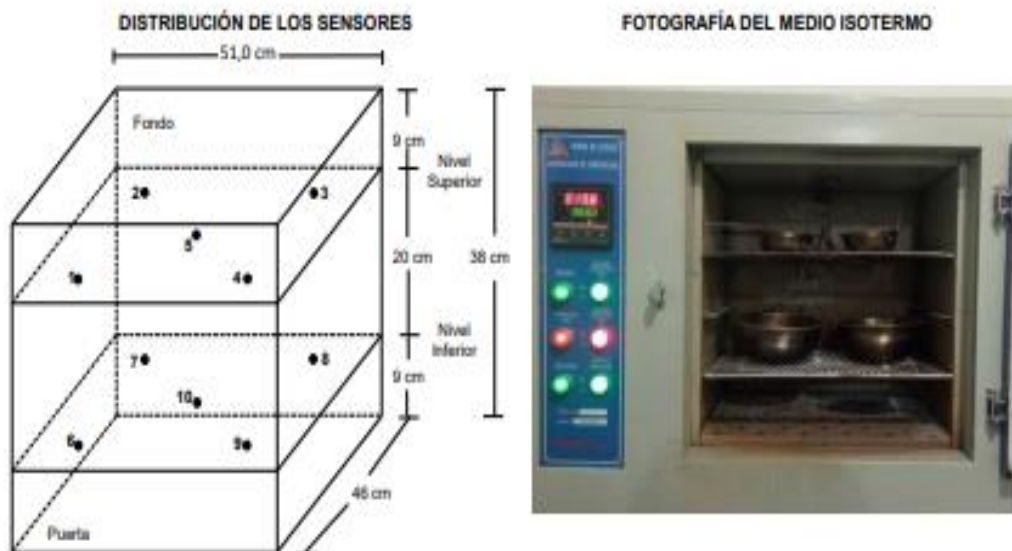 DISTRIBUCIÓN DE LOS SENSORES
FOTOGRAFÍA DEL MEDIO ISOTERMO
51,0 cm
Fondo
9 cm
Nivel
Superior
2
3
5
20 cm
38 cm
1
4
Nivel
Inferior
7
8
9 cm
10
6
9
46 cm
Puerta